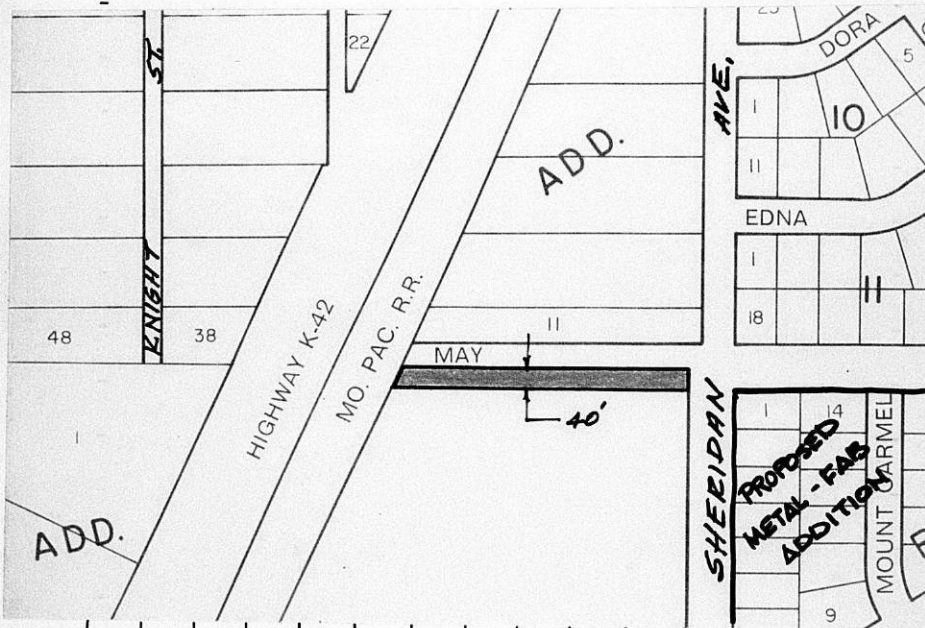 ST.
22
AVE.
DORA
5
1
10
ADD.
11
EDNA
KNIGHT
1
11
48
38
HIGHWAY K-42
MO. PAC. R.R.
11
18
MAY
40'
SHERIDAN
1
14
PROPOSED
METAL-FAB
ADDITION
MOUNT CARMEL
1
ADD.
9